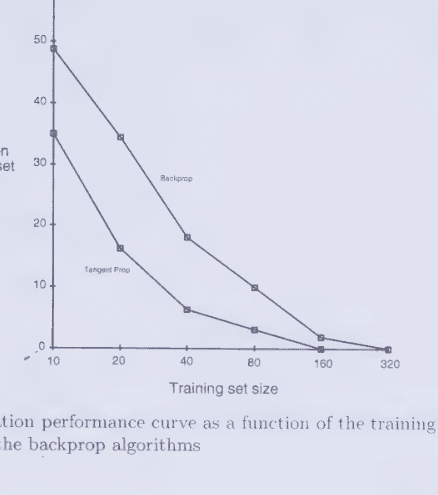 50
40
on
set
30
Backprop
20
Tangent Prop
10
0
10 20 40 80 160 320
Training set size
tion performance curve as a function of the training
the backprop algorithms